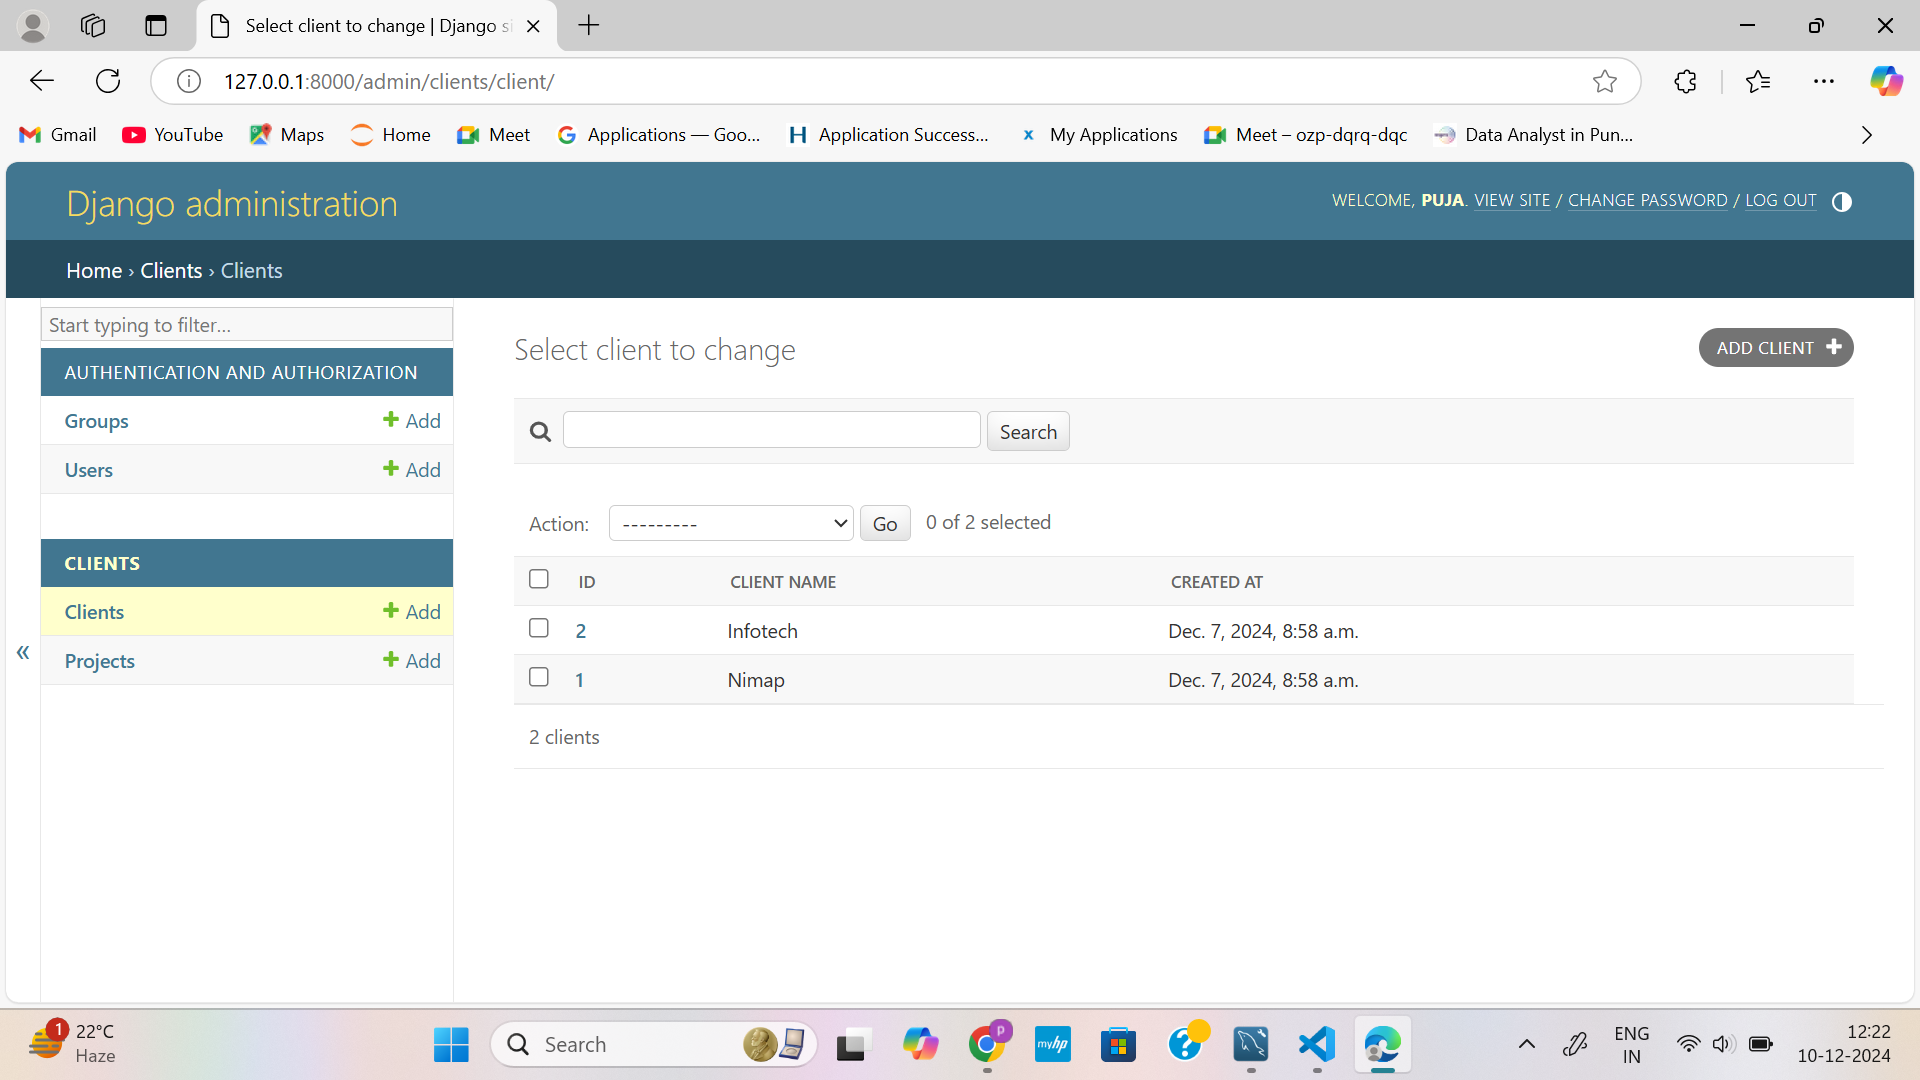 Select client to change | Django si
127.0.0.1:8000/admin/clients/client/
Gmail YouTube Maps Home Meet Applications — Goo... Application Success... My Applications Meet – ozp-dqrq-dqc Data Analyst in Pun...
Django administration
WELCOME, PUJA. VIEW SITE / CHANGE PASSWORD / LOG OUT
Home › Clients › Clients
Start typing to filter...
AUTHENTICATION AND AUTHORIZATION
Groups + Add
Users + Add
CLIENTS
Clients + Add
Projects + Add
«
Select client to change
ADD CLIENT +
Search
Action: --------- Go 0 of 2 selected
ID CLIENT NAME CREATED AT
2 Infotech Dec. 7, 2024, 8:58 a.m.
1 Nimap Dec. 7, 2024, 8:58 a.m.
2 clients
1 22°C
Haze
Search
p
myhp
ENG
IN
12:22
10-12-2024